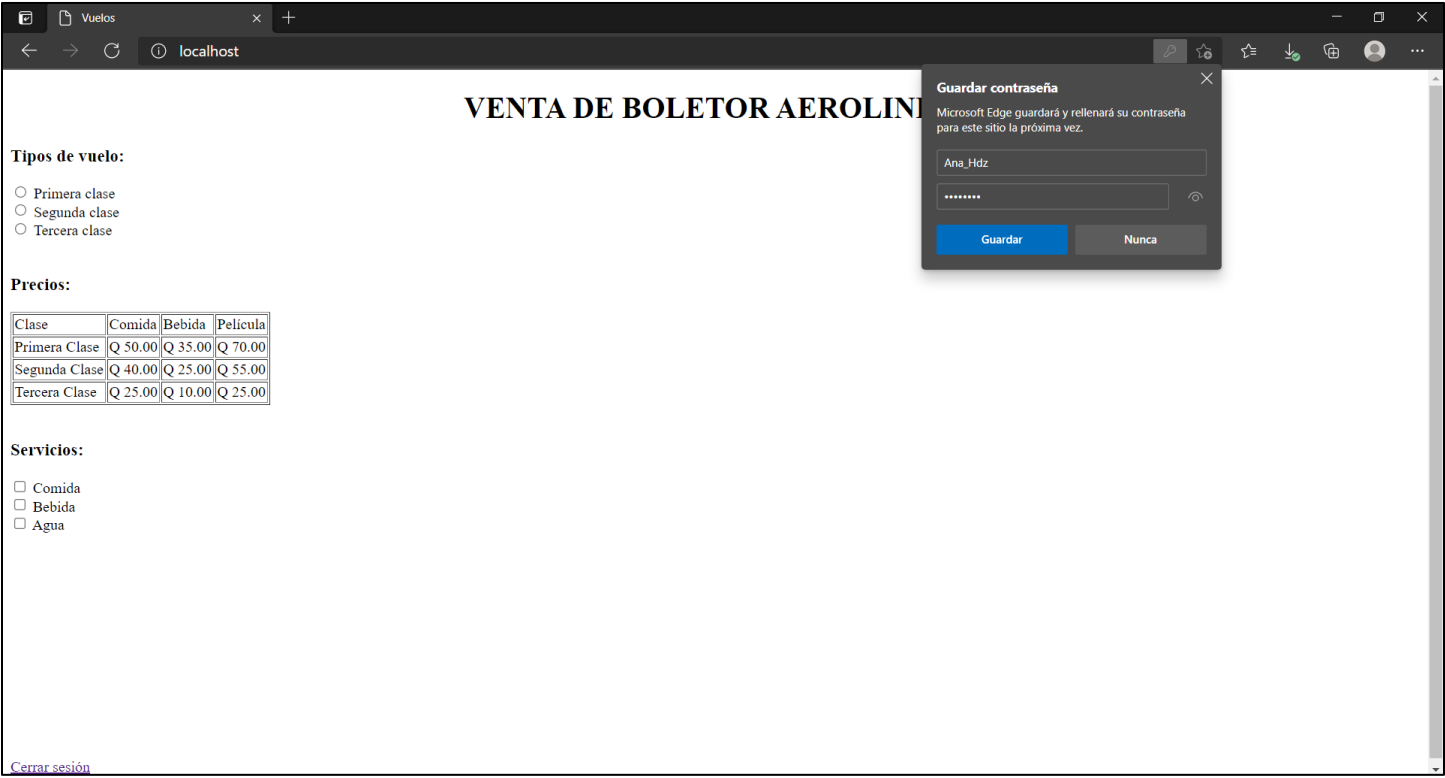 Vuelos
localhost
VENTA DE BOLETOR AEROLIN
Guardar contraseña
Microsoft Edge guardará y rellenará su contraseña
para este sitio la próxima vez.
Ana_Hdz
••••••••
Guardar Nunca
Tipos de vuelo:
Primera clase
Segunda clase
Tercera clase
Precios:
Clase Comida Bebida Película
Primera Clase Q 50.00 Q 35.00 Q 70.00
Segunda Clase Q 40.00 Q 25.00 Q 55.00
Tercera Clase Q 25.00 Q 10.00 Q 25.00
Servicios:
Comida
Bebida
Agua
Cerrar sesión